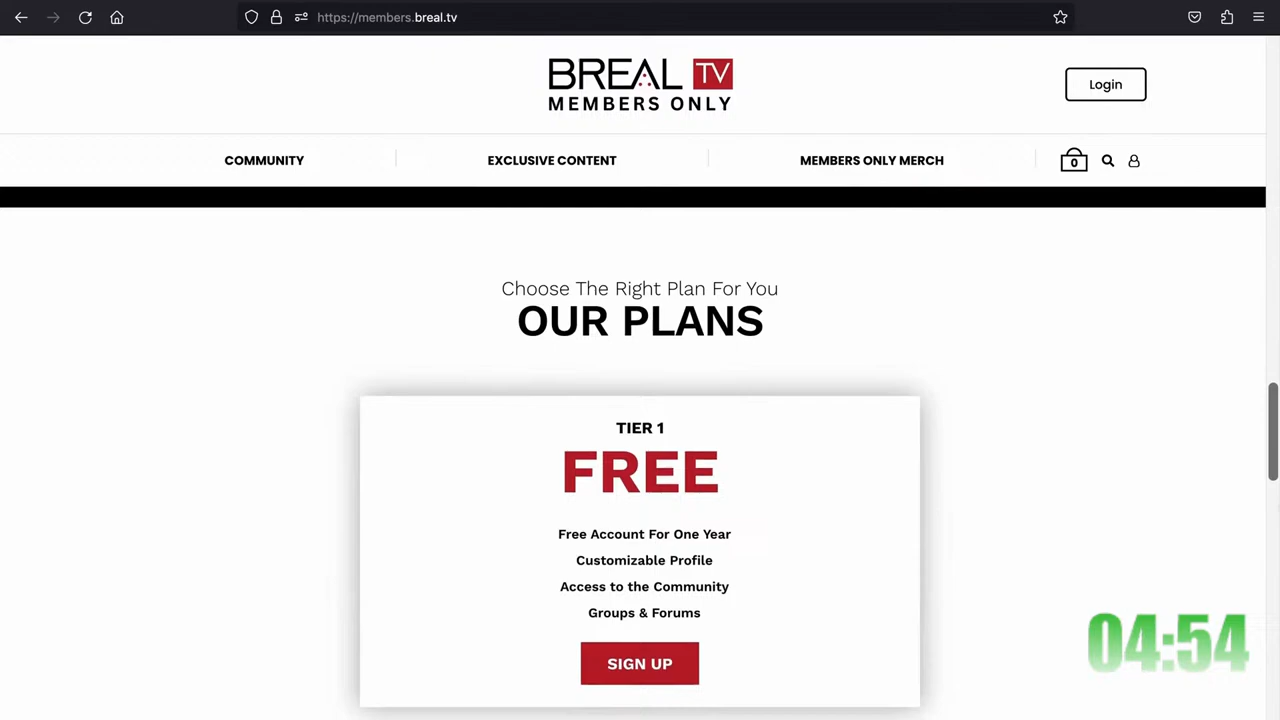 https://members.breal.tv
BREAL TV
MEMBERS ONLY
Login
COMMUNITY
EXCLUSIVE CONTENT
MEMBERS ONLY MERCH
0
Choose The Right Plan For You
OUR PLANS
TIER 1
FREE
Free Account For One Year
Customizable Profile
Access to the Community
Groups & Forums
SIGN UP
04:54